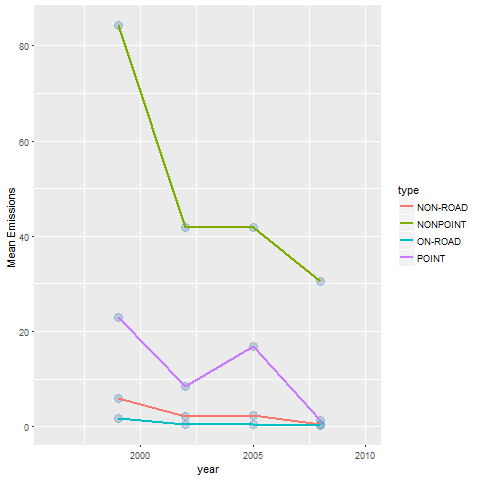 80
60
40
20
0
Mean Emissions
2000
2005
2010
year
type
NON-ROAD
NONPOINT
ON-ROAD
POINT